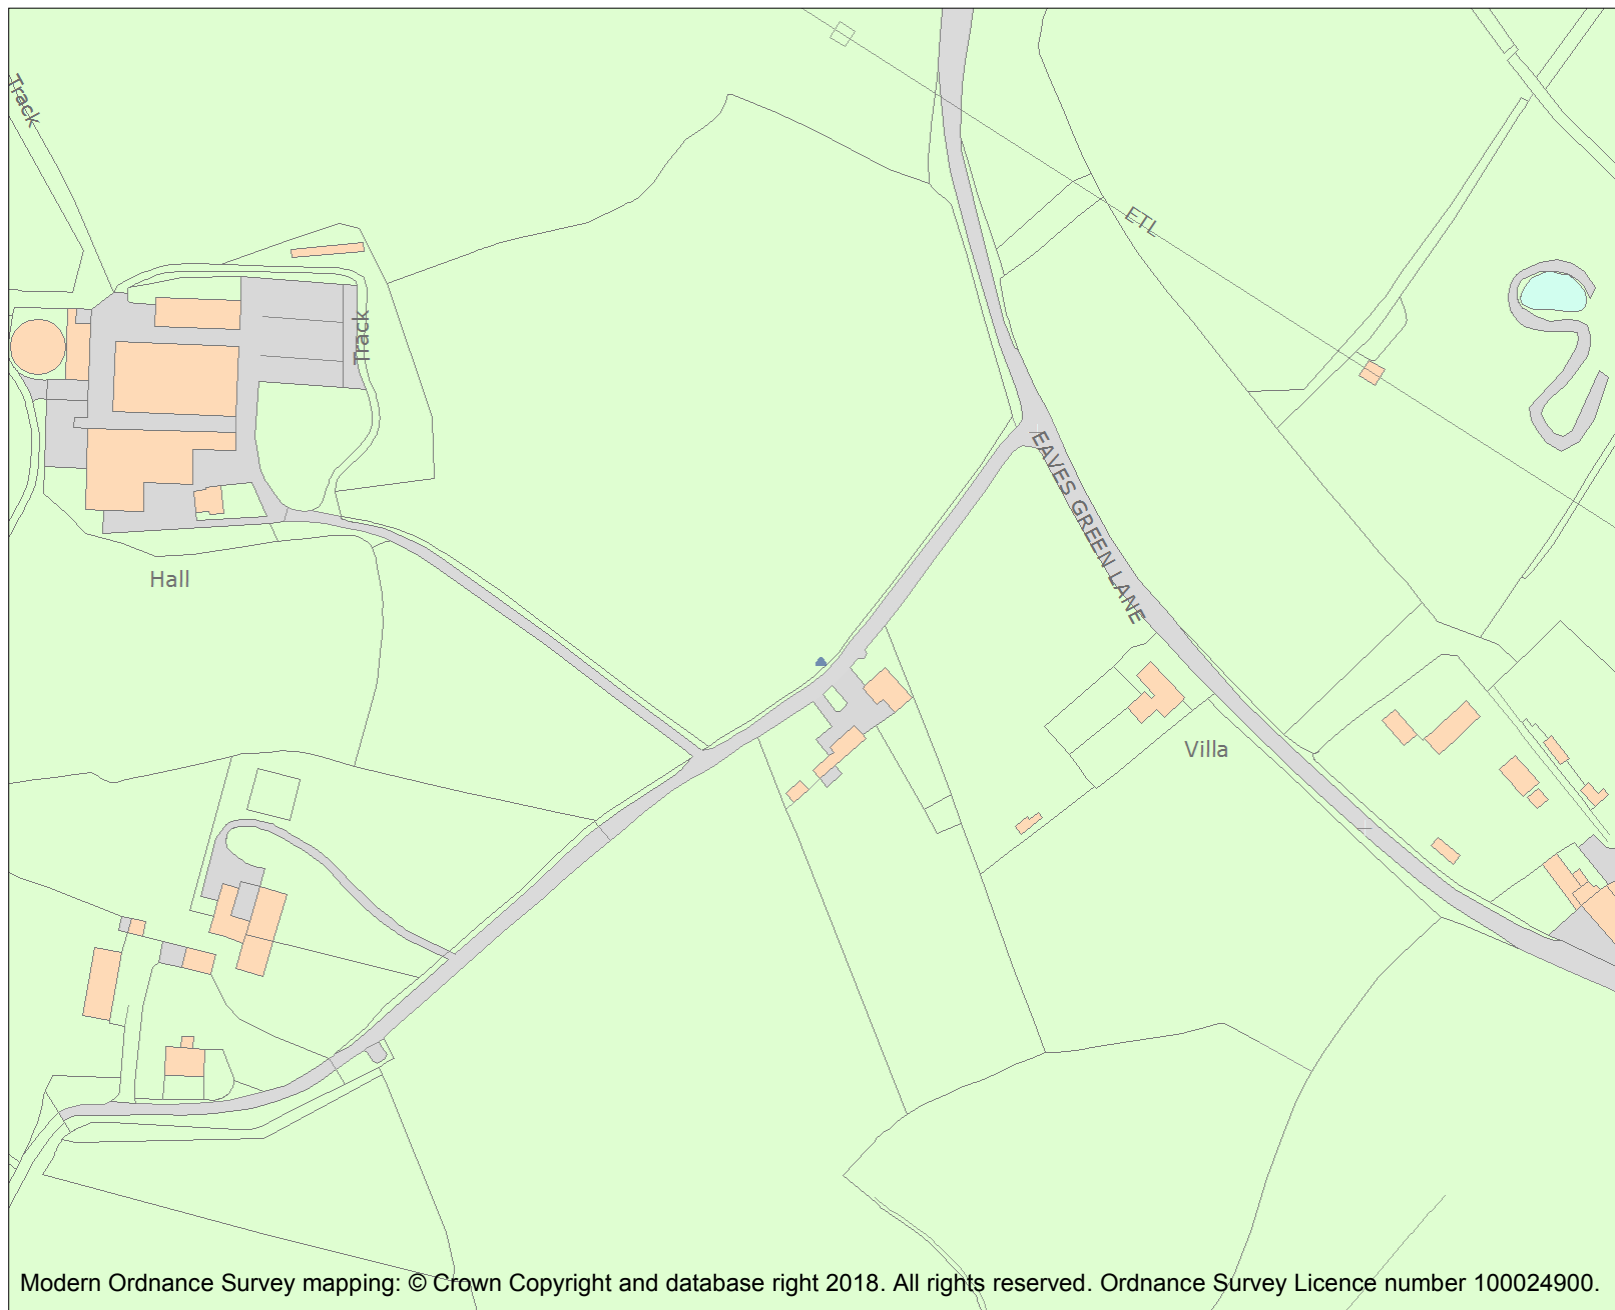 Track
ETL
Track
EAVES GREEN LANE
Hall
Villa
Modern Ordnance Survey mapping: © Crown Copyright and database right 2018. All rights reserved. Ordnance Survey Licence number 100024900.